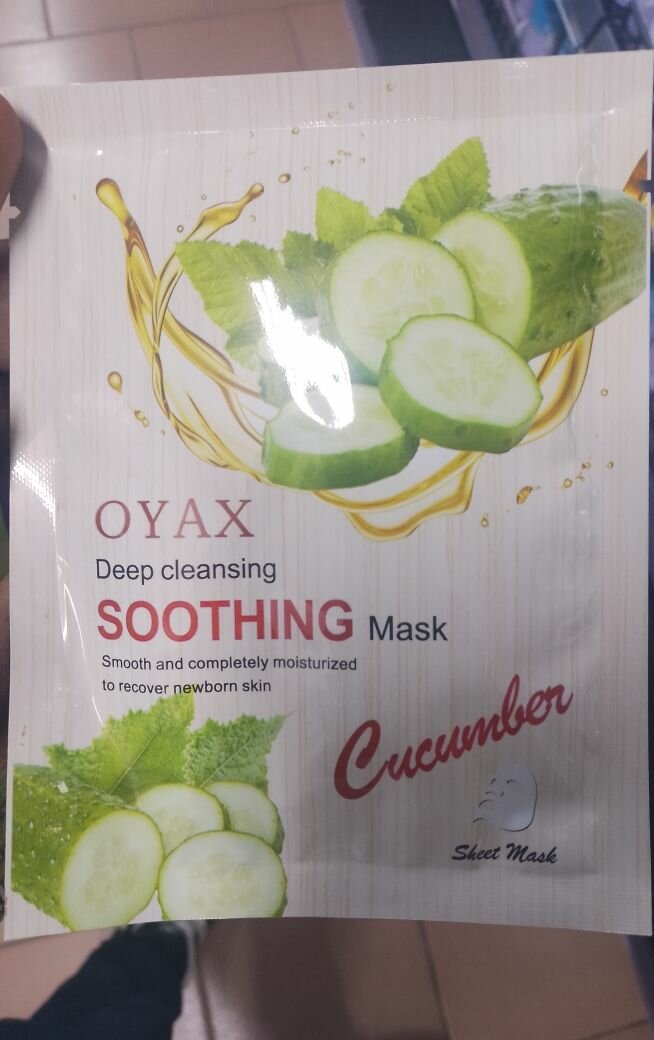 OYAX
Deep cleansing
SOOTHING Mask
Smooth and completely moisturized
to recover newborn skin
Cucumber
Sheet Mask